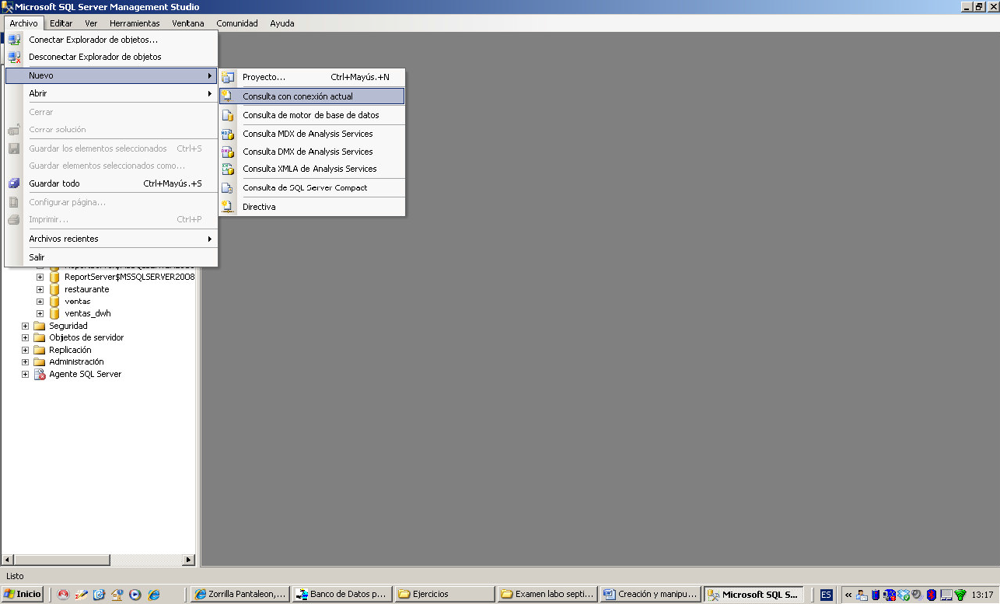 Microsoft SQL Server Management Studio
Archivo Editar Ver Herramientas Ventana Comunidad Ayuda
Conectar Explorador de objetos...
Desconectar Explorador de objetos
Nuevo
Abrir
Cerrar
Cerrar solución
Guardar los elementos seleccionados Ctrl+S
Guardar elementos seleccionados como...
Guardar todo Ctrl+Mayús.+S
Configurar página...
Imprimir... Ctrl+P
Archivos recientes
Salir
Proyecto... Ctrl+Mayús.+N
Consulta con conexión actual
Consulta de motor de base de datos
Consulta MDX de Analysis Services
Consulta DMX de Analysis Services
Consulta XMLA de Analysis Services
Consulta de SQL Server Compact
Directiva
ReportServer$MSSQLSERVER2008
restaurante
ventas
ventas_dwh
Seguridad
Objetos de servidor
Replicación
Administración
Agente SQL Server
Listo
Inicio Zorrilla Pantaleon,... Banco de Datos p... Ejercicios Examen labo septi... Creación y manipu... Microsoft SQL S... ES « 13:17